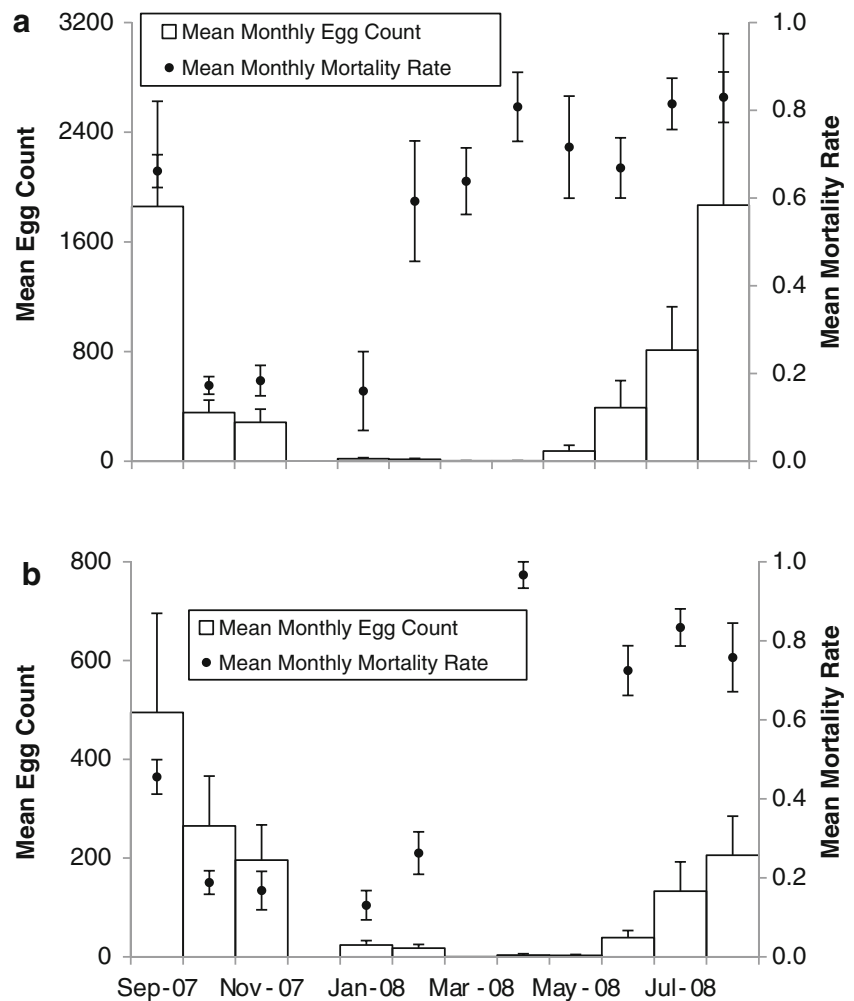 a
Mean Monthly Egg Count
Mean Monthly Mortality Rate
Mean Egg Count
3200
2400
1600
800
0
1.0
0.8
0.6
0.4
0.2
0.0
Mean Mortality Rate
b
Mean Monthly Egg Count
Mean Monthly Mortality Rate
Mean Egg Count
800
600
400
200
0
1.0
0.8
0.6
0.4
0.2
0.0
Mean Mortality Rate
Sep-07 Nov-07 Jan-08 Mar-08 May-08 Jul-08